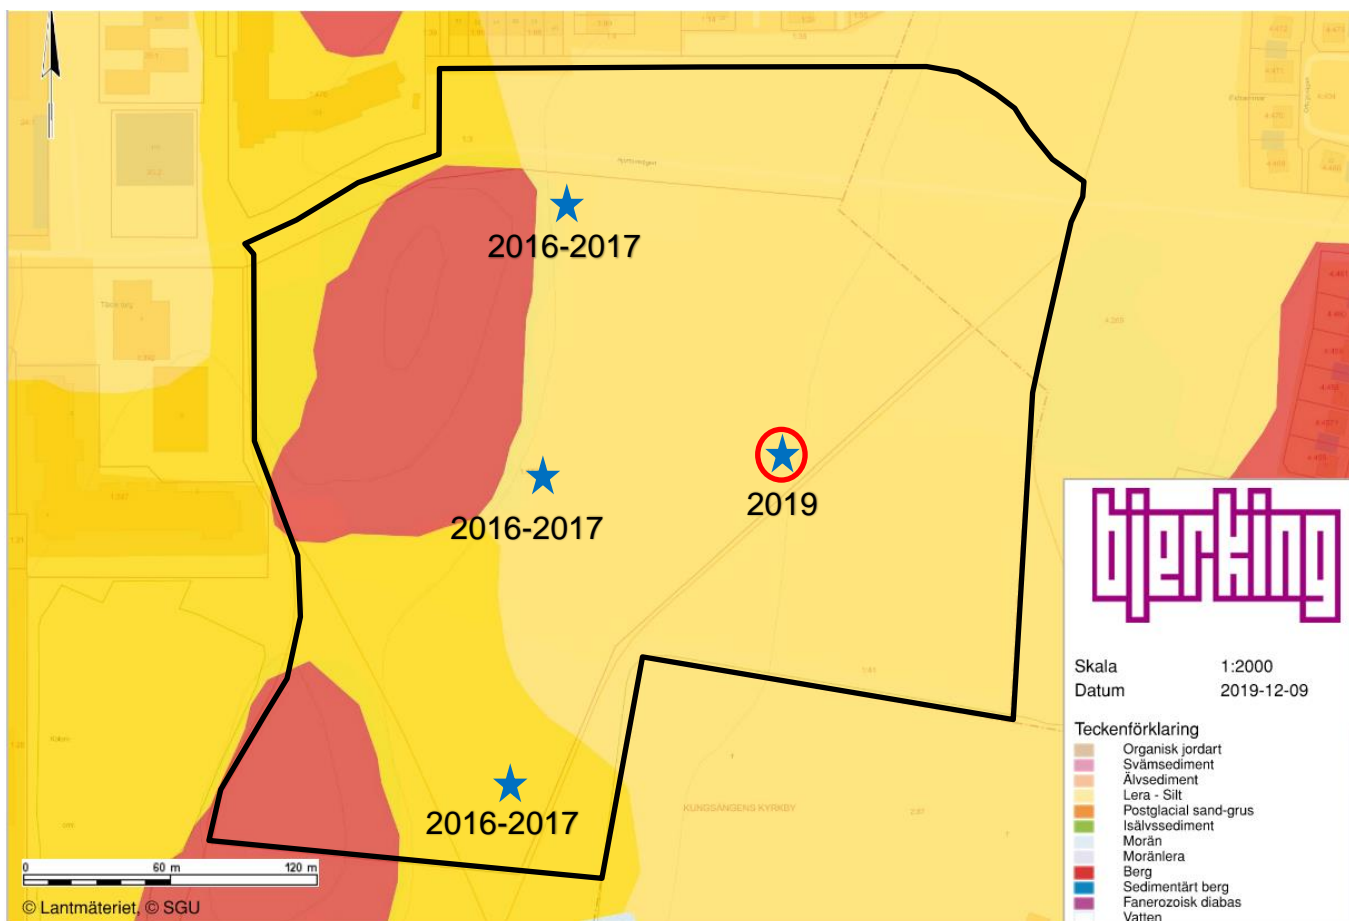 2016-2017
2016-2017
2019
2016-2017
KUNGSÄNGENS KYRKBY
0 60 m 120 m
© Lantmäteriet, © SGU
bjerking
Skala 1:2000
Datum 2019-12-09
Teckenförklaring
Organisk jordart
Svämsediment
Älvsediment
Lera - Silt
Postglacial sand-grus
Isälvssediment
Morän
Moränlera
Berg
Sedimentärt berg
Fanerozoisk diabas
Vatten